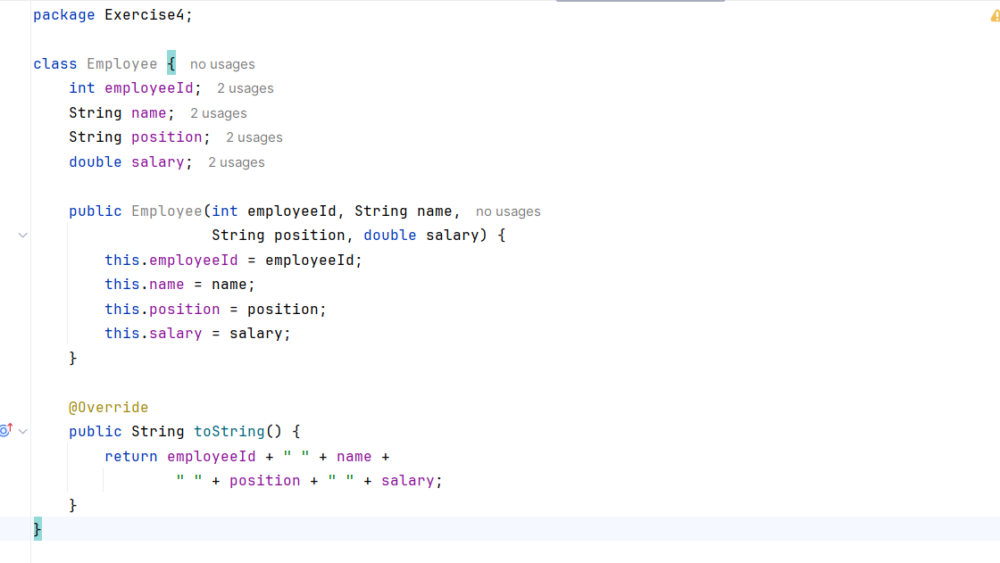 package Exercise4;
class Employee { no usages
int employeeId; 2 usages
String name; 2 usages
String position; 2 usages
double salary; 2 usages
public Employee(int employeeId, String name, no usages
String position, double salary) {
this.employeeId = employeeId;
this.name = name;
this.position = position;
this.salary = salary;
}
@Override
public String toString() {
return employeeId + " " + name +
" " + position + " " + salary;
}
}